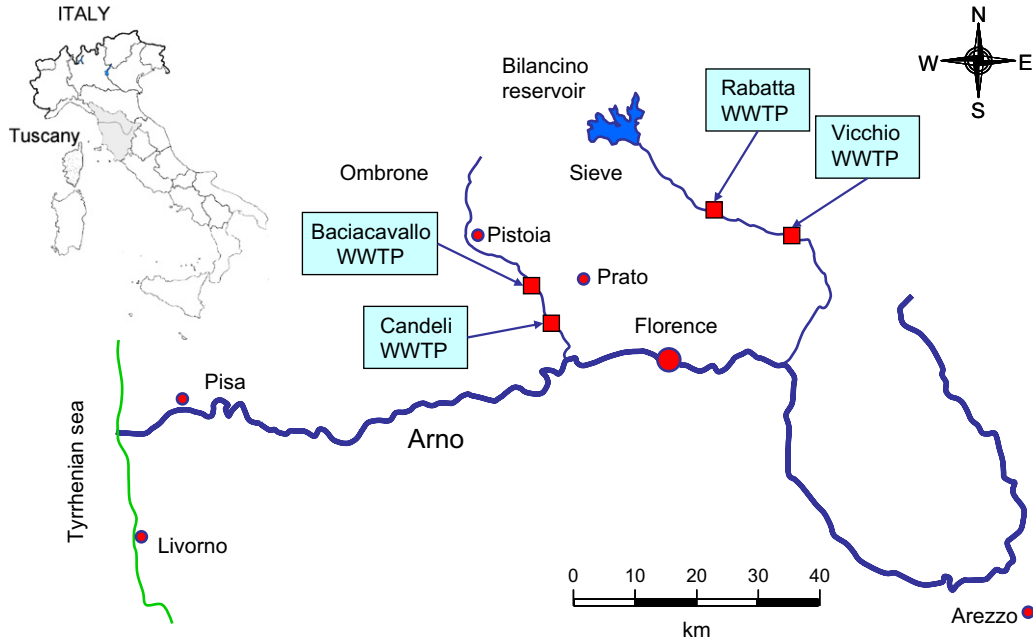 ITALY
Tuscany
N
W
E
S
Bilancino
reservoir
Rabatta
WWTP
Vicchio
WWTP
Ombrone
Sieve
Baciacavallo
WWTP
Pistoia
Prato
Candeli
WWTP
Florence
Pisa
Arno
Tyrrhenian sea
Livorno
0 10 20 30 40
km
Arezzo